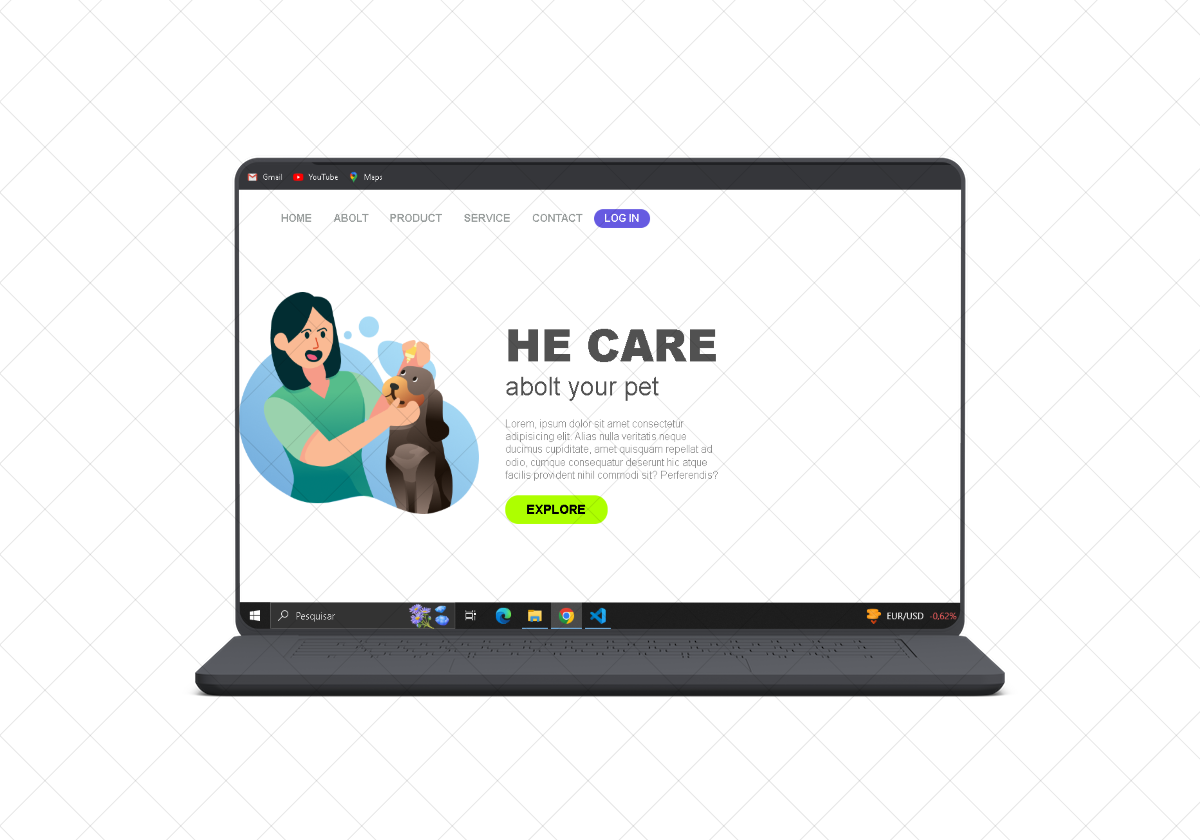 Gmail YouTube Maps
HOME ABOLT PRODUCT SERVICE CONTACT LOG IN
HE CARE
abolt your pet
Lorem, ipsum dolor sit amet consectetur
adipisicing elit. Alias nulla veritatis neque
ducimus cupiditate, amet quisquam repellat ad
odio, cumque consequatur deserunt hic atque
facilis provident nihil commodi sit? Perferendis?
EXPLORE
Pesquisar EUR/USD -0,62%